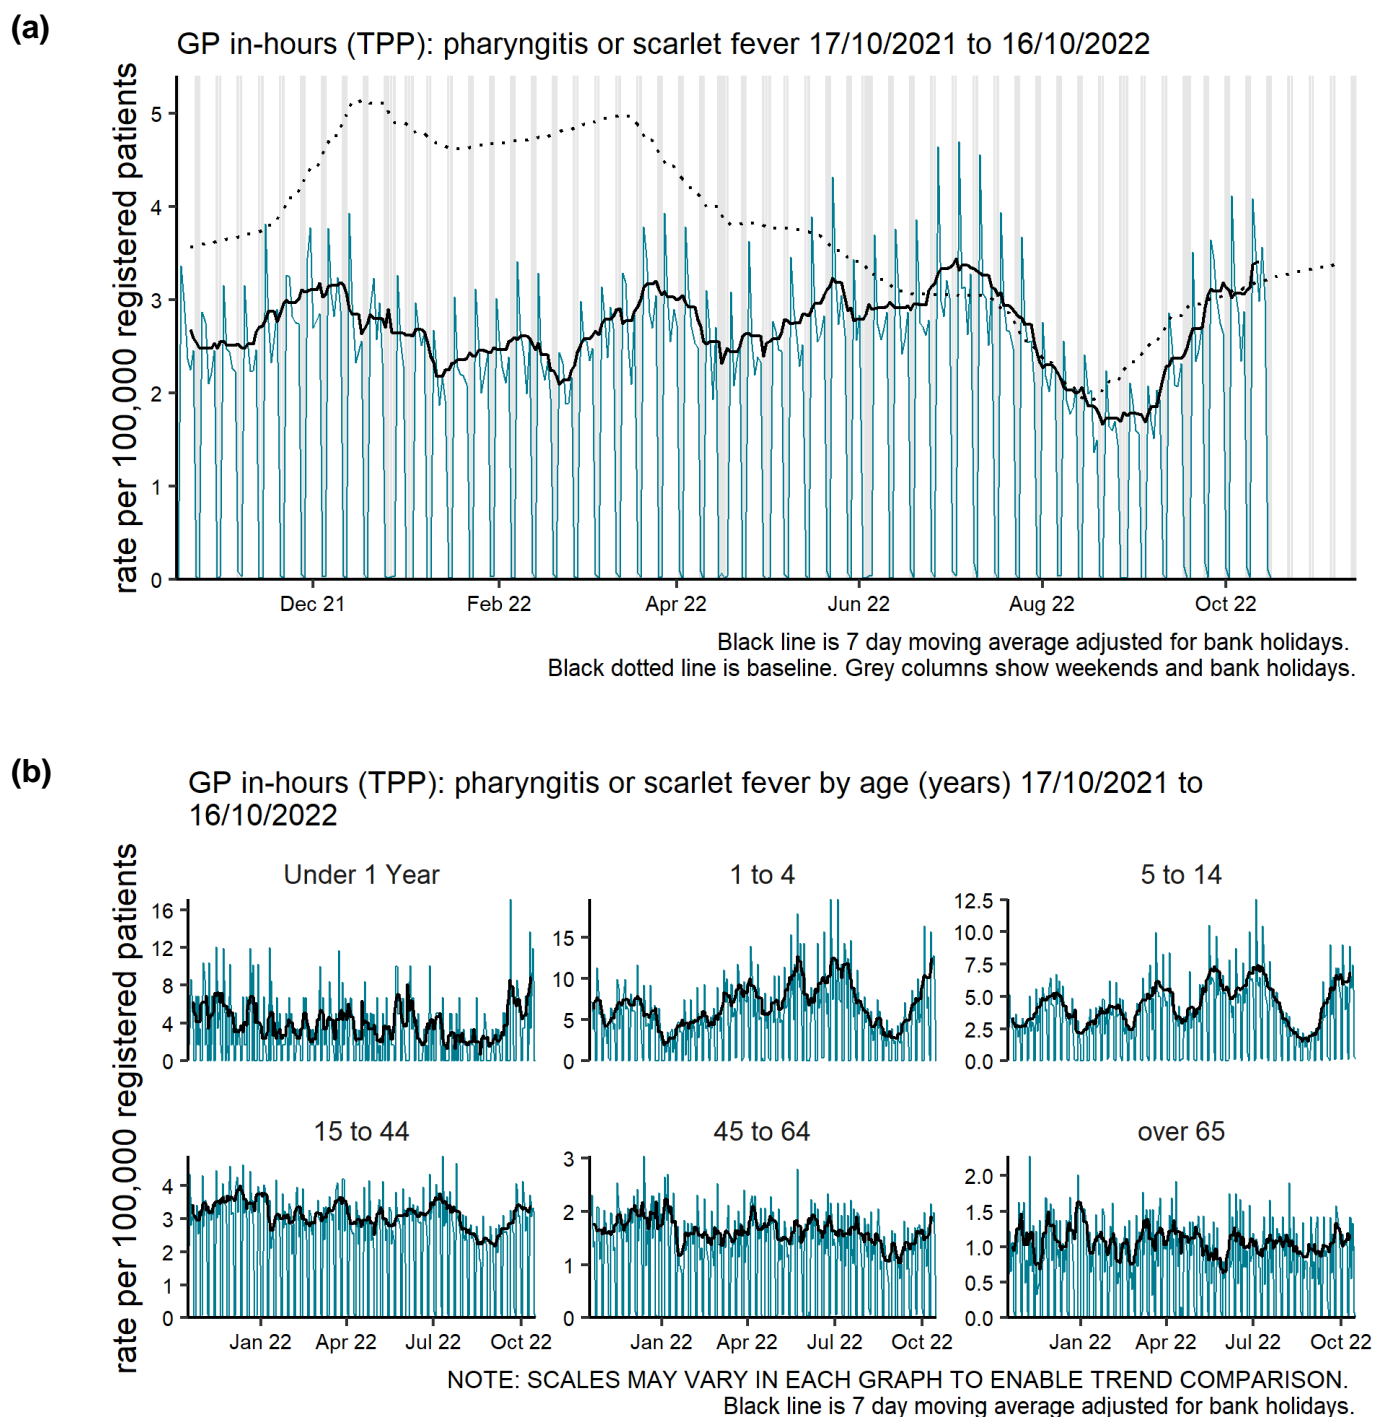 (a)
GP in-hours (TPP): pharyngitis or scarlet fever 17/10/2021 to 16/10/2022
rate per 100,000 registered patients
5
4
3
2
1
0
Dec 21 Feb 22 Apr 22 Jun 22 Aug 22 Oct 22
Black line is 7 day moving average adjusted for bank holidays.
Black dotted line is baseline. Grey columns show weekends and bank holidays.
(b)
GP in-hours (TPP): pharyngitis or scarlet fever by age (years) 17/10/2021 to
16/10/2022
rate per 100,000 registered patients
Under 1 Year
16
12
8
4
0
1 to 4
15
10
5
0
5 to 14
12.5
10.0
7.5
5.0
2.5
0.0
15 to 44
4
3
2
1
0
Jan 22 Apr 22 Jul 22 Oct 22
45 to 64
3
2
1
0
Jan 22 Apr 22 Jul 22 Oct 22
over 65
2.0
1.5
1.0
0.5
0.0
Jan 22 Apr 22 Jul 22 Oct 22
NOTE: SCALES MAY VARY IN EACH GRAPH TO ENABLE TREND COMPARISON.
Black line is 7 day moving average adjusted for bank holidays.